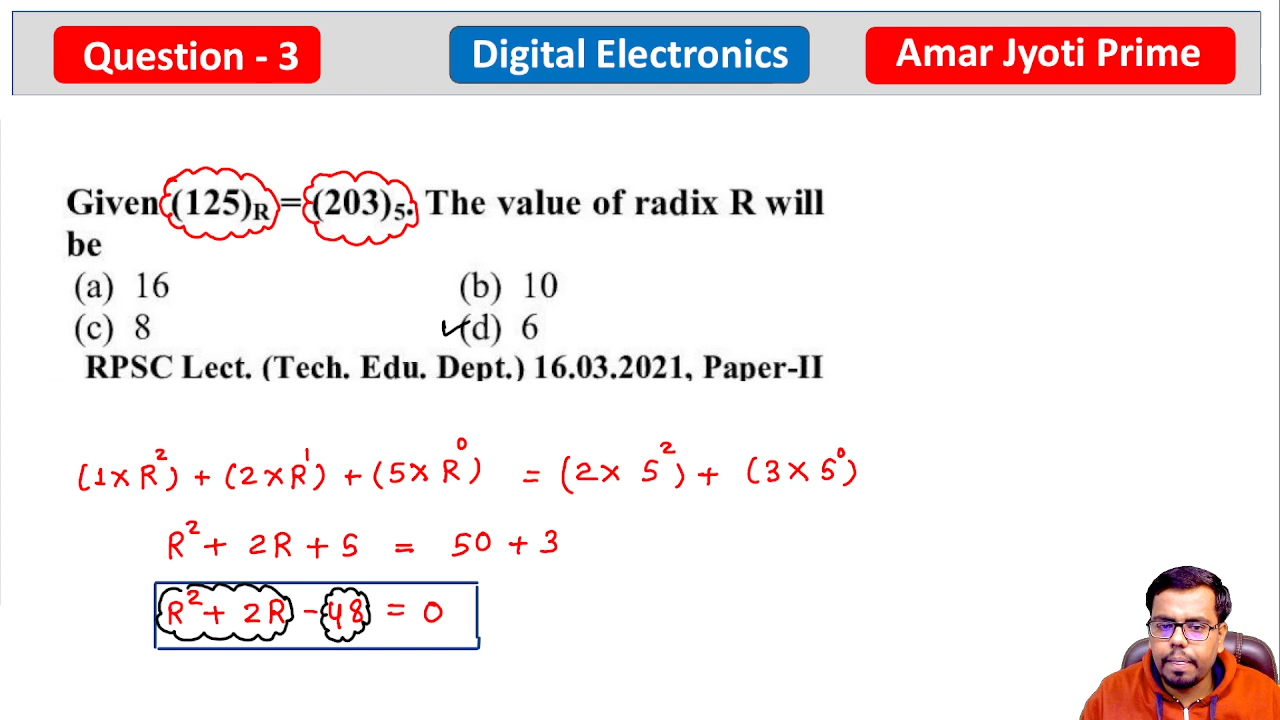 Question - 3
Digital Electronics
Amar Jyoti Prime
Given (125)R = (203)5. The value of radix R will
be
(a) 16 (b) 10
(c) 8 ✓(d) 6
RPSC Lect. (Tech. Edu. Dept.) 16.03.2021, Paper-II
(1 × R²) + (2 × R¹) + (5 × R⁰) = (2 × 5²) + (3 × 5⁰)
R² + 2R + 5 = 50 + 3
R² + 2R - 48 = 0